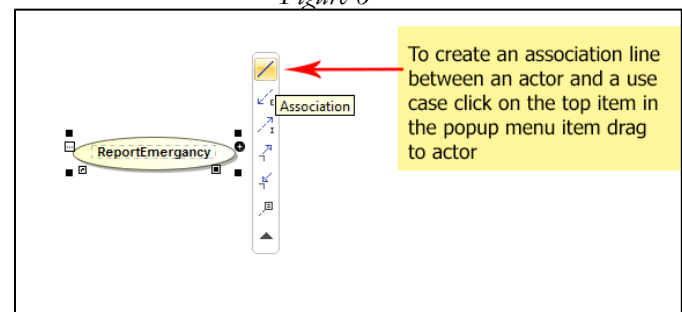 Figure 6
To create an association line
between an actor and a use
case click on the top item in
the popup menu item drag
to actor
E
Association
I
ReportEmergancy